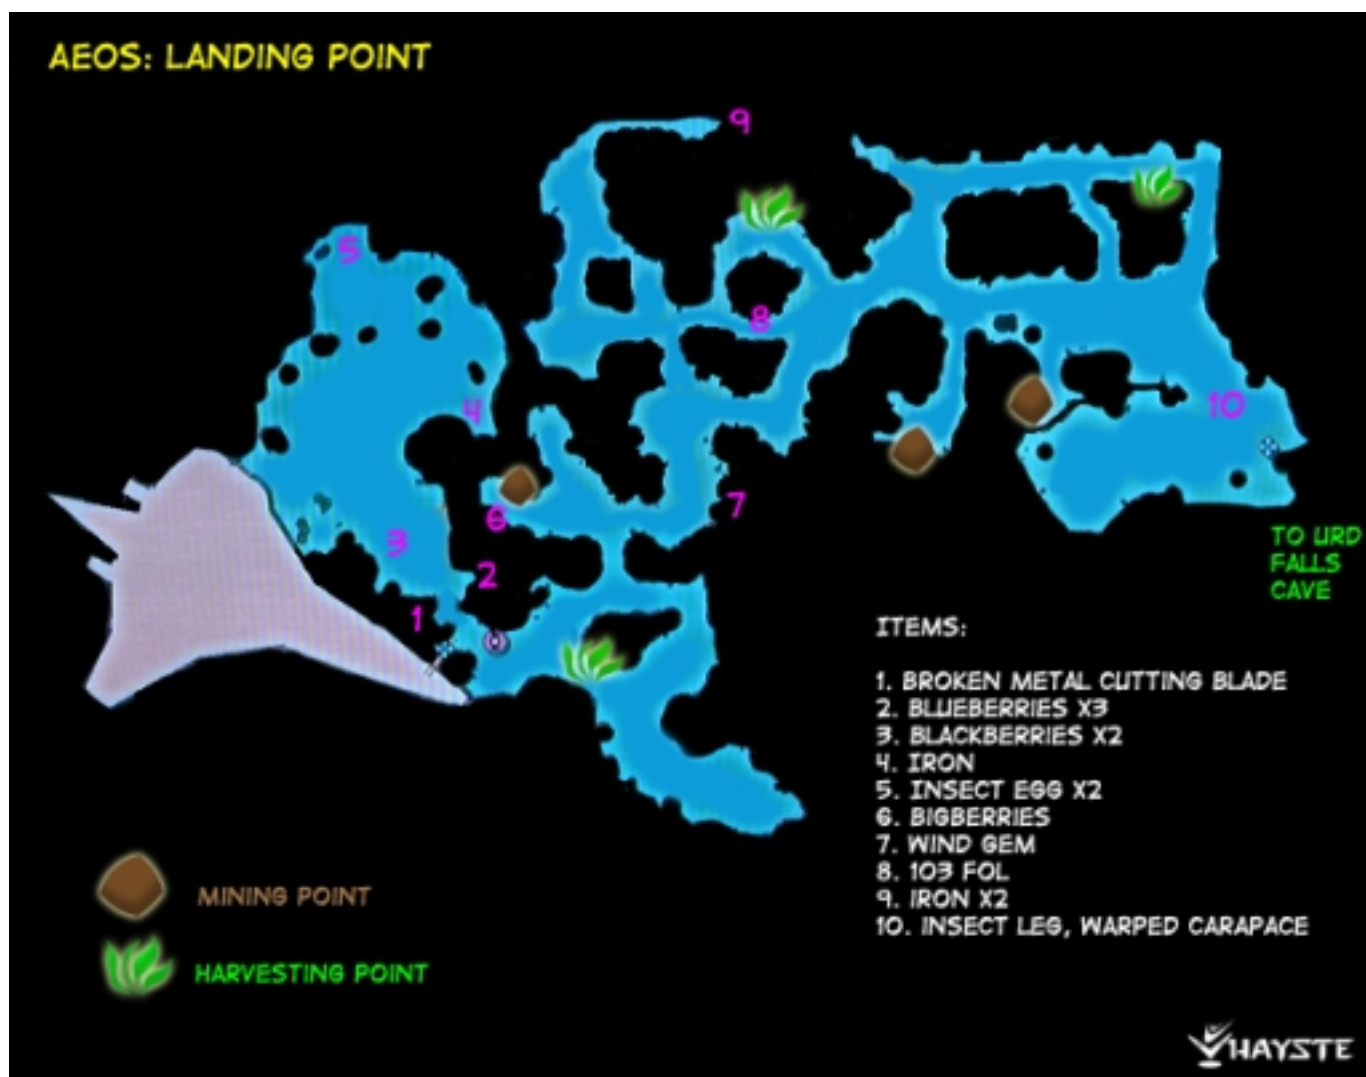 AEOS: LANDING POINT
9
5
8
4
10
6
7
3
2
1
TO URD
FALLS
CAVE
ITEMS:
1. BROKEN METAL CUTTING BLADE
2. BLUEBERRIES X3
3. BLACKBERRIES X2
4. IRON
5. INSECT EGG X2
6. BIGBERRIES
7. WIND GEM
8. 103 FOL
9. IRON X2
10. INSECT LEG, WARPED CARAPACE
MINING POINT
HARVESTING POINT
HAYSTE